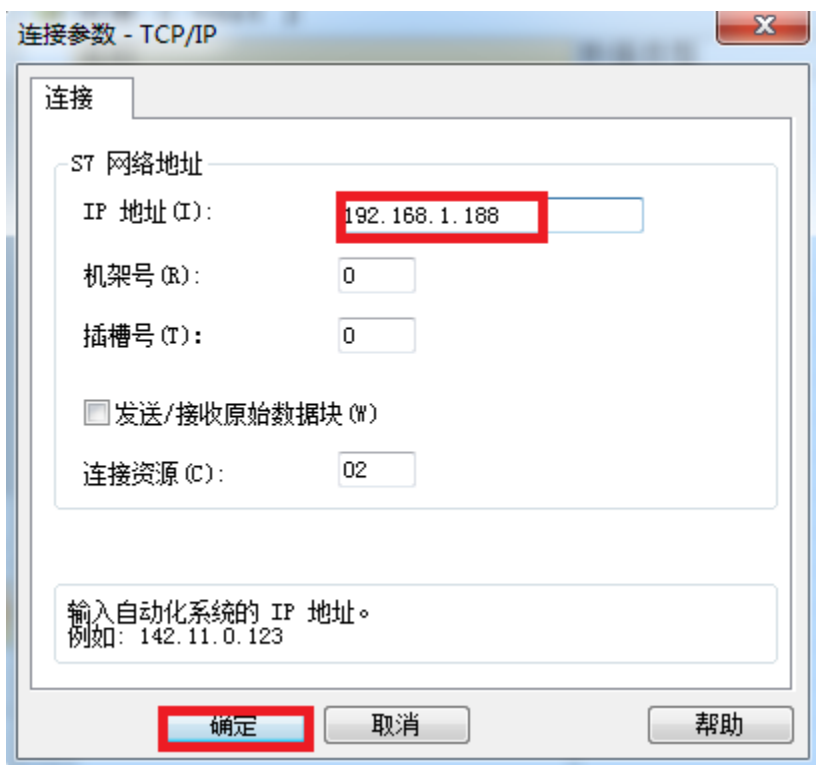 连接参数 - TCP/IP
连接
S7 网络地址
IP 地址(I):
192.168.1.188
机架号(R):
0
插槽号(T):
0
发送/接收原始数据块(W)
连接资源(C):
02
输入自动化系统的 IP 地址。
例如: 142.11.0.123
确定
取消
帮助